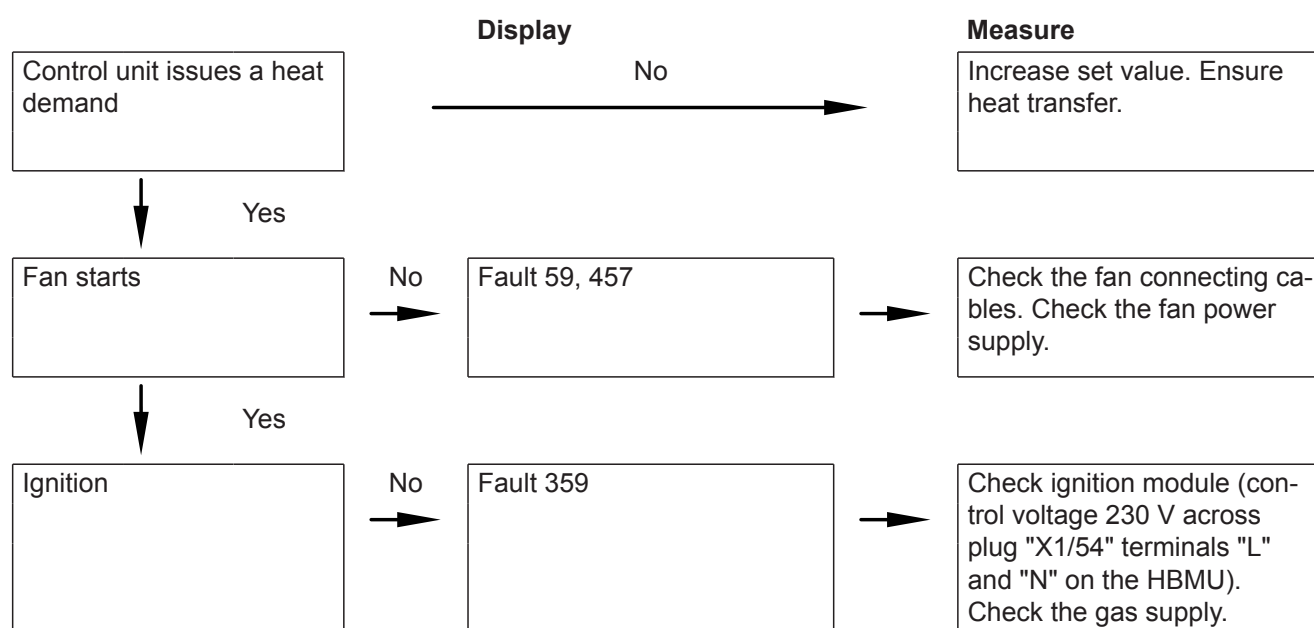 Display
Measure
Control unit issues a heat
demand
No
Increase set value. Ensure
heat transfer.
Yes
Fan starts
No
Fault 59, 457
Check the fan connecting ca-
bles. Check the fan power
supply.
Yes
Ignition
No
Fault 359
Check ignition module (con-
trol voltage 230 V across
plug "X1/54" terminals "L"
and "N" on the HBMU).
Check the gas supply.